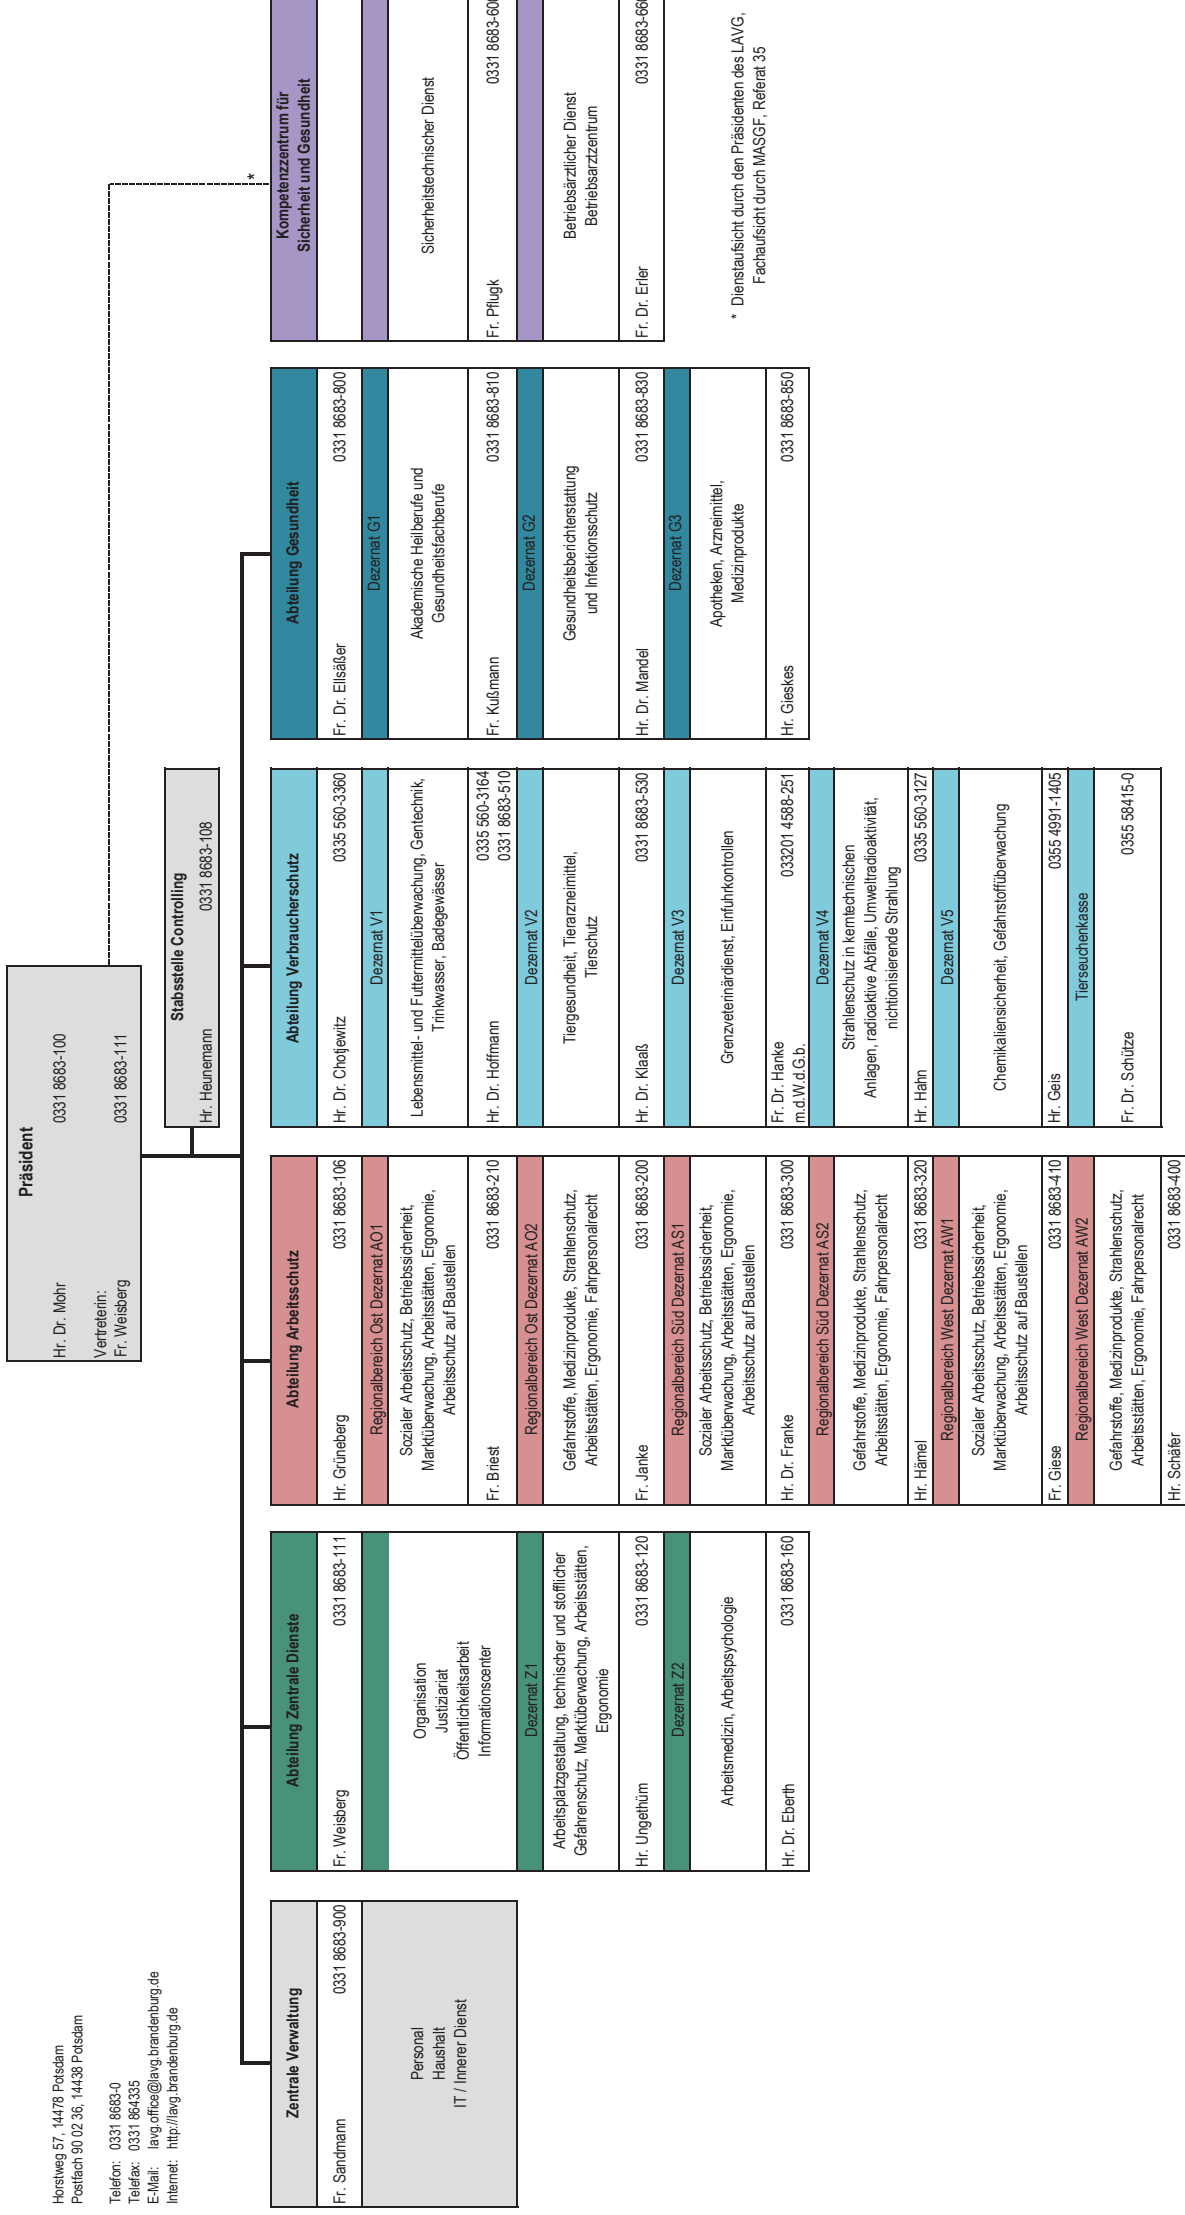 Horstweg 57, 14478 Potsdam
Postfach 90 02 36, 14438 Potsdam
Telefon: 0331 8683-0
Telefax: 0331 864335
E-Mail: lavg.office@lavg.brandenburg.de
Internet: http://lavg.brandenburg.de
Präsident
Hr. Dr. Mohr 0331 8683-100
Vertreterin:
Fr. Weisberg 0331 8683-111
Stabsstelle Controlling
Hr. Heunemann 0331 8683-108
Zentrale Verwaltung
Fr. Sandmann 0331 8683-900
Personal
Haushalt
IT / Innerer Dienst
Abteilung Zentrale Dienste
Fr. Weisberg 0331 8683-111
Organisation
Justiziariat
Öffentlichkeitsarbeit
Informationscenter
Dezernat Z1
Arbeitsplatzgestaltung, technischer und stofflicher
Gefahrenschutz, Marktüberwachung, Arbeitsstätten,
Ergonomie
Hr. Ungethüm 0331 8683-120
Dezernat Z2
Arbeitsmedizin, Arbeitspsychologie
Hr. Dr. Eberth 0331 8683-160
Abteilung Arbeitsschutz
Hr. Grüneberg 0331 8683-106
Regionalbereich Ost Dezernat AO1
Sozialer Arbeitsschutz, Betriebssicherheit,
Marktüberwachung, Arbeitsstätten, Ergonomie,
Arbeitsschutz auf Baustellen
Fr. Briest 0331 8683-210
Regionalbereich Ost Dezernat AO2
Gefahrstoffe, Medizinprodukte, Strahlenschutz,
Arbeitsstätten, Ergonomie, Fahrpersonalrecht
Fr. Janke 0331 8683-200
Regionalbereich Süd Dezernat AS1
Sozialer Arbeitsschutz, Betriebssicherheit,
Marktüberwachung, Arbeitsstätten, Ergonomie,
Arbeitsschutz auf Baustellen
Hr. Dr. Franke 0331 8683-300
Regionalbereich Süd Dezernat AS2
Gefahrstoffe, Medizinprodukte, Strahlenschutz,
Arbeitsstätten, Ergonomie, Fahrpersonalrecht
Hr. Hämel 0331 8683-320
Regionalbereich West Dezernat AW1
Sozialer Arbeitsschutz, Betriebssicherheit,
Marktüberwachung, Arbeitsstätten, Ergonomie,
Arbeitsschutz auf Baustellen
Fr. Giese 0331 8683-410
Regionalbereich West Dezernat AW2
Gefahrstoffe, Medizinprodukte, Strahlenschutz,
Arbeitsstätten, Ergonomie, Fahrpersonalrecht
Hr. Schäfer 0331 8683-400
Abteilung Verbraucherschutz
Hr. Dr. Chotjewitz 0335 560-3360
Dezernat V1
Lebensmittel- und Futtermittelüberwachung, Gentechnik,
Trinkwasser, Badegewässer
Hr. Dr. Hoffmann 0335 560-3164
0331 8683-510
Dezernat V2
Tiergesundheit, Tierarzneimittel,
Tierschutz
Hr. Dr. Klaaß 0331 8683-530
Dezernat V3
Grenzveterinärdienst, Einfuhrkontrollen
Fr. Dr. Hanke 033201 4588-251
m.d.W.d.G.b.
Dezernat V4
Strahlenschutz in kerntechnischen
Anlagen, radioaktive Abfälle, Umweltradioaktivität,
nichtionisierende Strahlung
Hr. Hahn 0335 560-3127
Dezernat V5
Chemikaliensicherheit, Gefahrstoffüberwachung
Hr. Geis 0355 4991-1405
Tierseuchenkasse
Fr. Dr. Schütze 0355 58415-0
Abteilung Gesundheit
Fr. Dr. Ellsäßer 0331 8683-800
Dezernat G1
Akademische Heilberufe und
Gesundheitsfachberufe
Fr. Kußmann 0331 8683-810
Dezernat G2
Gesundheitsberichterstattung
und Infektionsschutz
Hr. Dr. Mandel 0331 8683-830
Dezernat G3
Apotheken, Arzneimittel,
Medizinprodukte
Hr. Gieskes 0331 8683-850
*
Kompetenzzentrum für
Sicherheit und Gesundheit
Sicherheitstechnischer Dienst
Fr. Pflugk 0331 8683-600
Betriebsärztlicher Dienst
Betriebsarztzentrum
Fr. Dr. Erler 0331 8683-660
* Dienstaufsicht durch den Präsidenten des LAVG,
Fachaufsicht durch MASGF, Referat 35